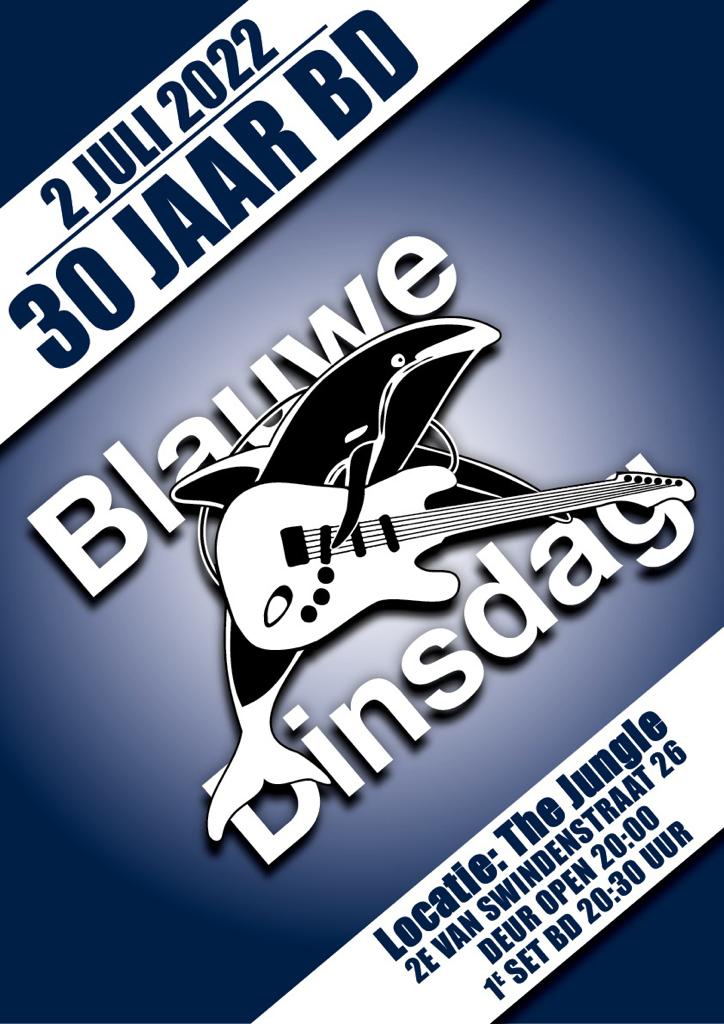 2 JULI 2022
30 JAAR BD
Blauwe
Dinsdag
Locatie: The Jungle
2E VAN SWINDENSTRAAT 26
DEUR OPEN 20:00
1E SET BD 20:30 UUR